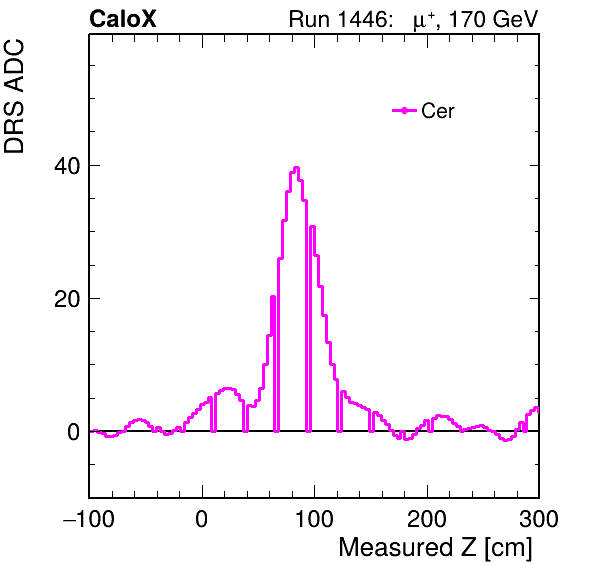 CaloX Run 1446: μ⁺, 170 GeV
DRS ADC
Cer
40
20
0
−100 0 100 200 300
Measured Z [cm]